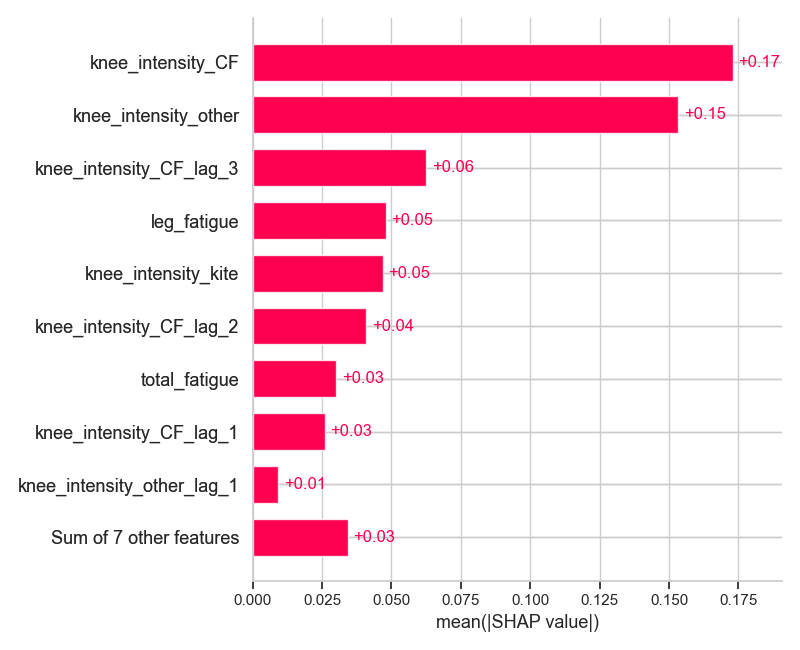 knee_intensity_CF +0.17
knee_intensity_other +0.15
knee_intensity_CF_lag_3 +0.06
leg_fatigue +0.05
knee_intensity_kite +0.05
knee_intensity_CF_lag_2 +0.04
total_fatigue +0.03
knee_intensity_CF_lag_1 +0.03
knee_intensity_other_lag_1 +0.01
Sum of 7 other features +0.03
0.000 0.025 0.050 0.075 0.100 0.125 0.150 0.175
mean(|SHAP value|)